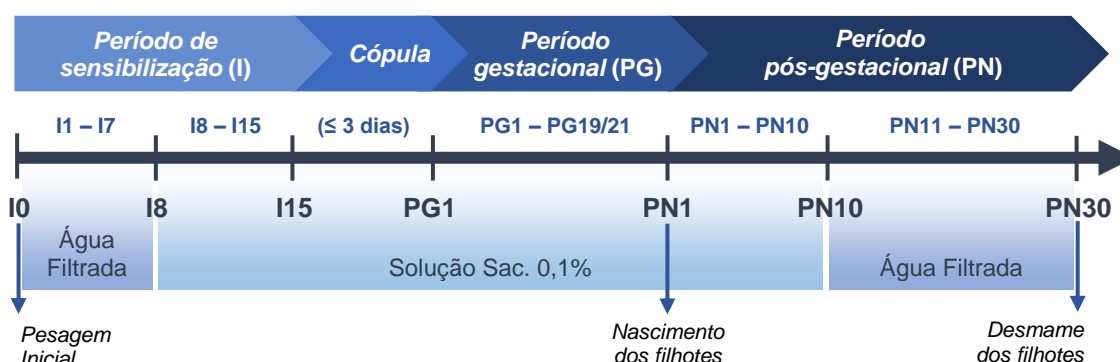 Período de
sensibilização (I)
Cópula
Período
gestacional (PG)
Período
pós-gestacional (PN)
I1 – I7
I8 – I15
(≤ 3 dias)
PG1 – PG19/21
PN1 – PN10
PN11 – PN30
I0
I8
I15
PG1
PN1
PN10
PN30
Água
Filtrada
Solução Sac. 0,1%
Água Filtrada
Pesagem
Inicial
Nascimento
dos filhotes
Desmame
dos filhotes